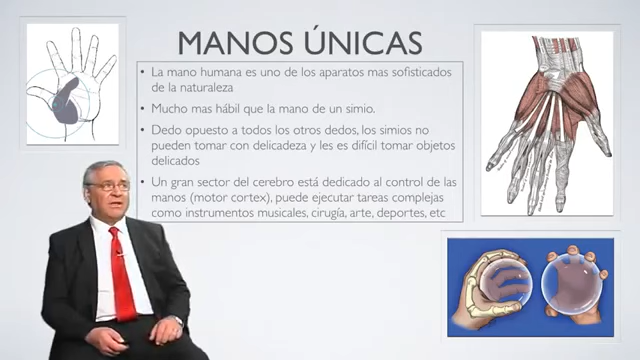 MANOS ÚNICAS
• La mano humana es uno de los aparatos mas sofisticados
de la naturaleza
• Mucho mas hábil que la mano de un simio.
• Dedo opuesto a todos los otros dedos, los simios no
pueden tomar con delicadeza y les es difícil tomar objetos
delicados
• Un gran sector del cerebro está dedicado al control de las
manos (motor cortex), puede ejecutar tareas complejas
como instrumentos musicales, cirugía, arte, deportes, etc